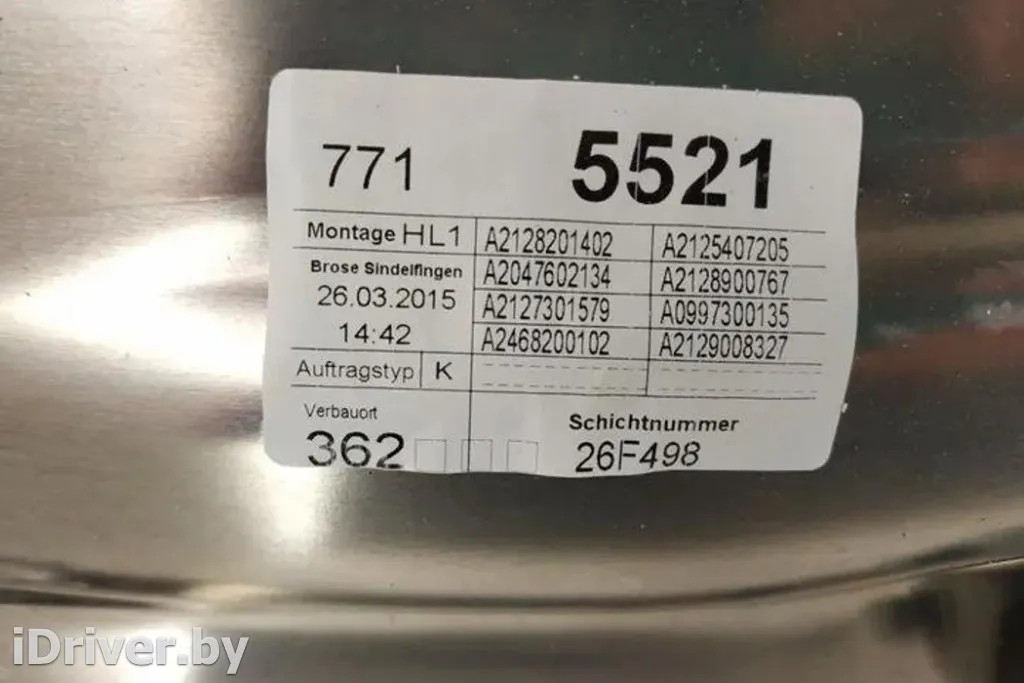 771 5521
Montage HL1 A2128201402 A2125407205
Brose Sindelfingen A2047602134 A2128900767
26.03.2015 A2127301579 A0997300135
14:42 A2468200102 A2129008327
Auftragstyp K
Verbauort Schichtnummer
362 26F498
iDriver.by